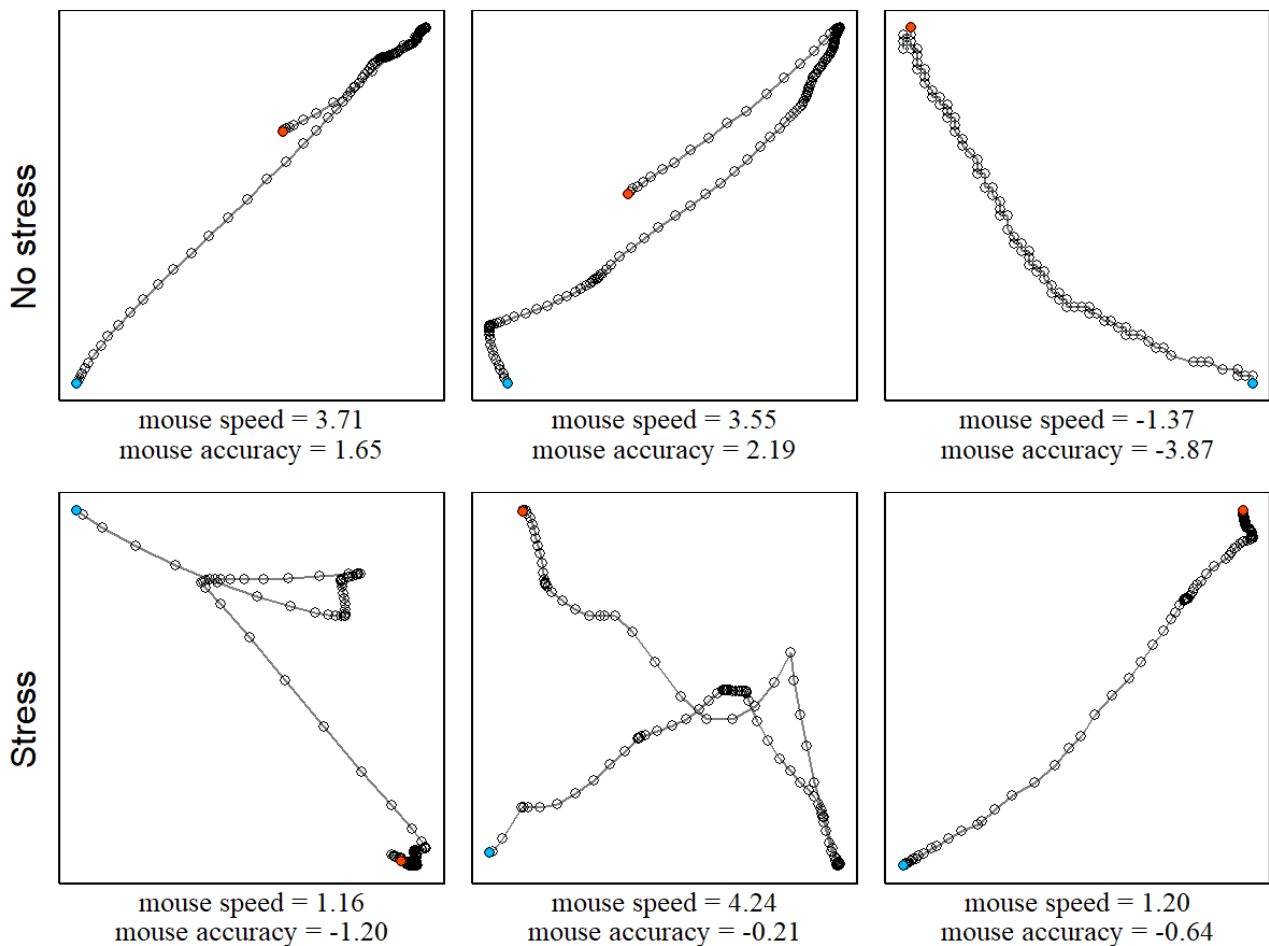 No stress
mouse speed = 3.71
mouse accuracy = 1.65
mouse speed = 3.55
mouse accuracy = 2.19
mouse speed = -1.37
mouse accuracy = -3.87
Stress
mouse speed = 1.16
mouse accuracy = -1.20
mouse speed = 4.24
mouse accuracy = -0.21
mouse speed = 1.20
mouse accuracy = -0.64